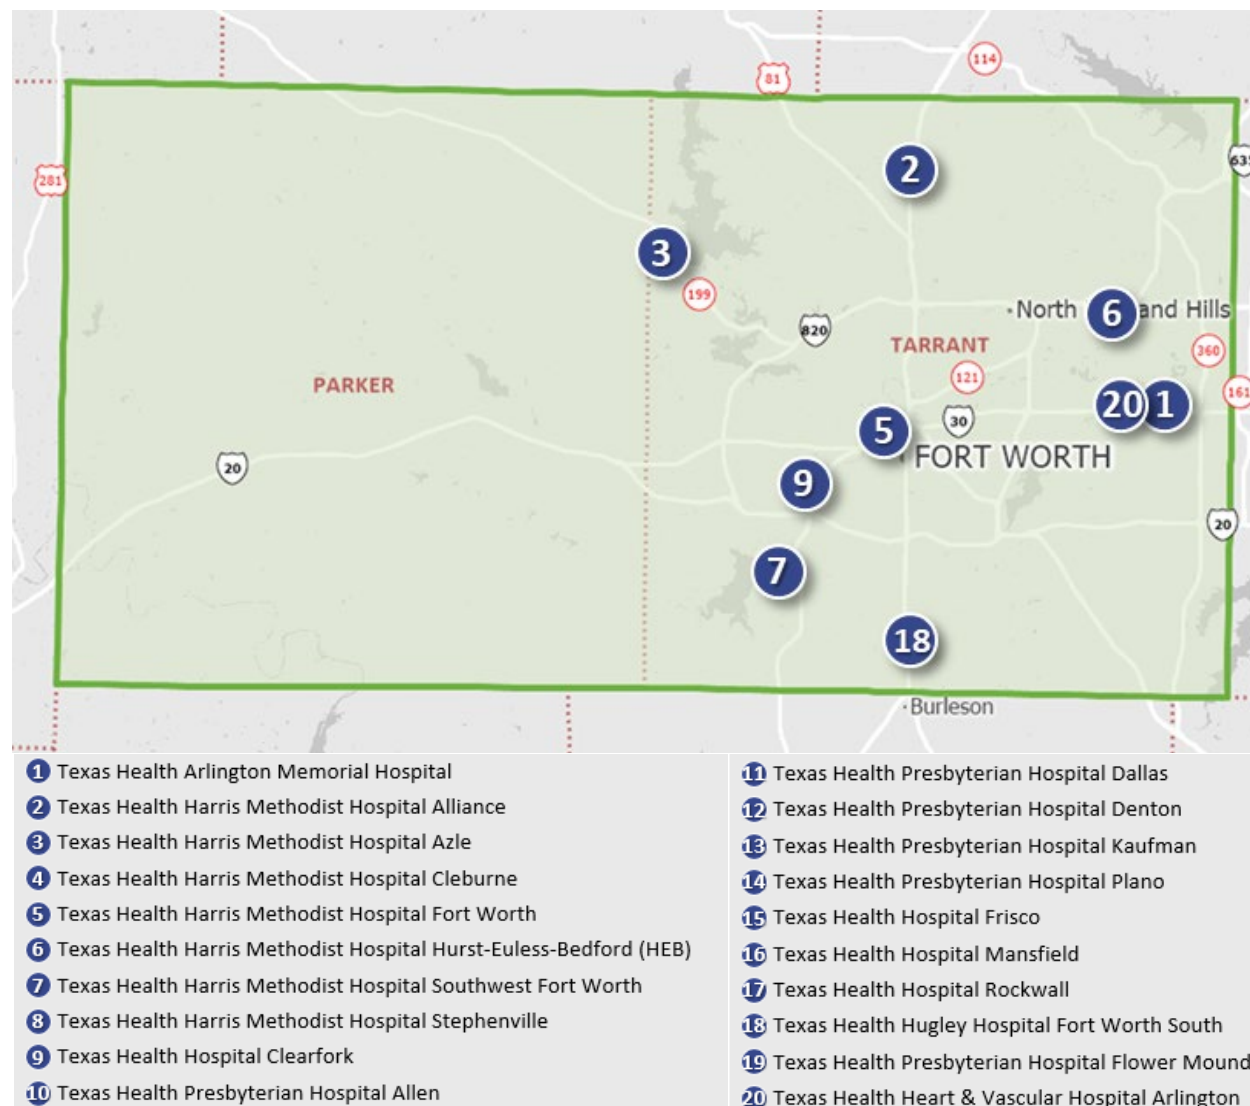 114
81
635
281
2
3
199
820
6
·North
and Hills
TARRANT
360
121
161
PARKER
20
1
30
5
FORT WORTH
20
9
20
7
18
·Burleson
1 Texas Health Arlington Memorial Hospital
2 Texas Health Harris Methodist Hospital Alliance
3 Texas Health Harris Methodist Hospital Azle
4 Texas Health Harris Methodist Hospital Cleburne
5 Texas Health Harris Methodist Hospital Fort Worth
6 Texas Health Harris Methodist Hospital Hurst-Euless-Bedford (HEB)
7 Texas Health Harris Methodist Hospital Southwest Fort Worth
8 Texas Health Harris Methodist Hospital Stephenville
9 Texas Health Hospital Clearfork
10 Texas Health Presbyterian Hospital Allen
11 Texas Health Presbyterian Hospital Dallas
12 Texas Health Presbyterian Hospital Denton
13 Texas Health Presbyterian Hospital Kaufman
14 Texas Health Presbyterian Hospital Plano
15 Texas Health Hospital Frisco
16 Texas Health Hospital Mansfield
17 Texas Health Hospital Rockwall
18 Texas Health Hugley Hospital Fort Worth South
19 Texas Health Presbyterian Hospital Flower Mound
20 Texas Health Heart & Vascular Hospital Arlington